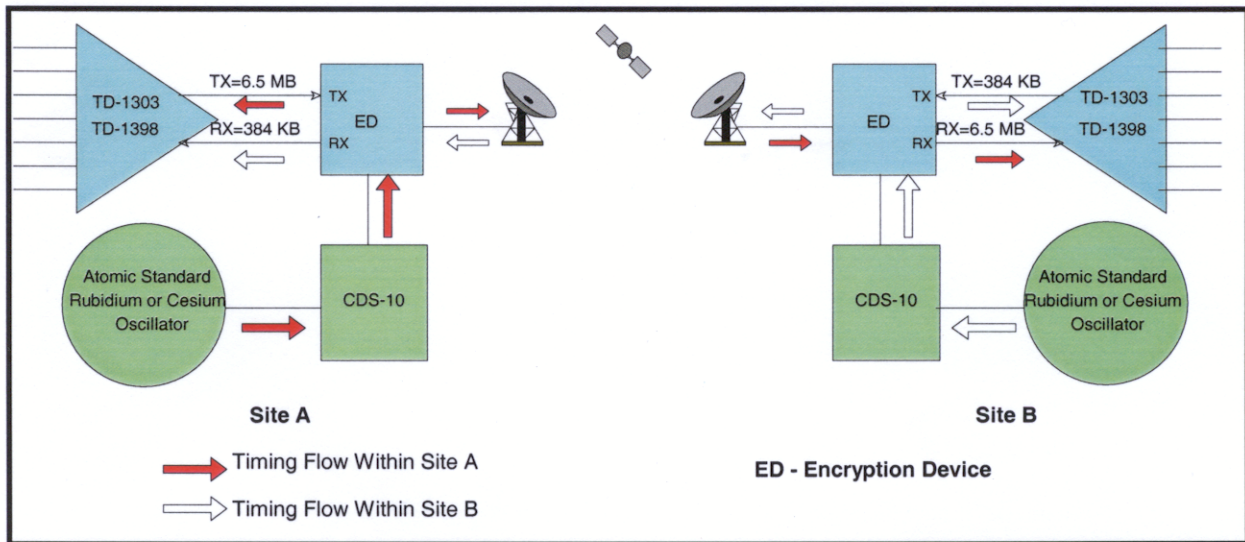 TX=6.5 MB
TD-1303
TD-1398
RX=384 KB
TX
ED
RX
TX=384 KB
TX
ED
RX
RX=6.5 MB
TD-1303
TD-1398
Atomic Standard
Rubidium or Cesium
Oscillator
CDS-10
CDS-10
Atomic Standard
Rubidium or Cesium
Oscillator
Site A
Site B
Timing Flow Within Site A
ED - Encryption Device
Timing Flow Within Site B